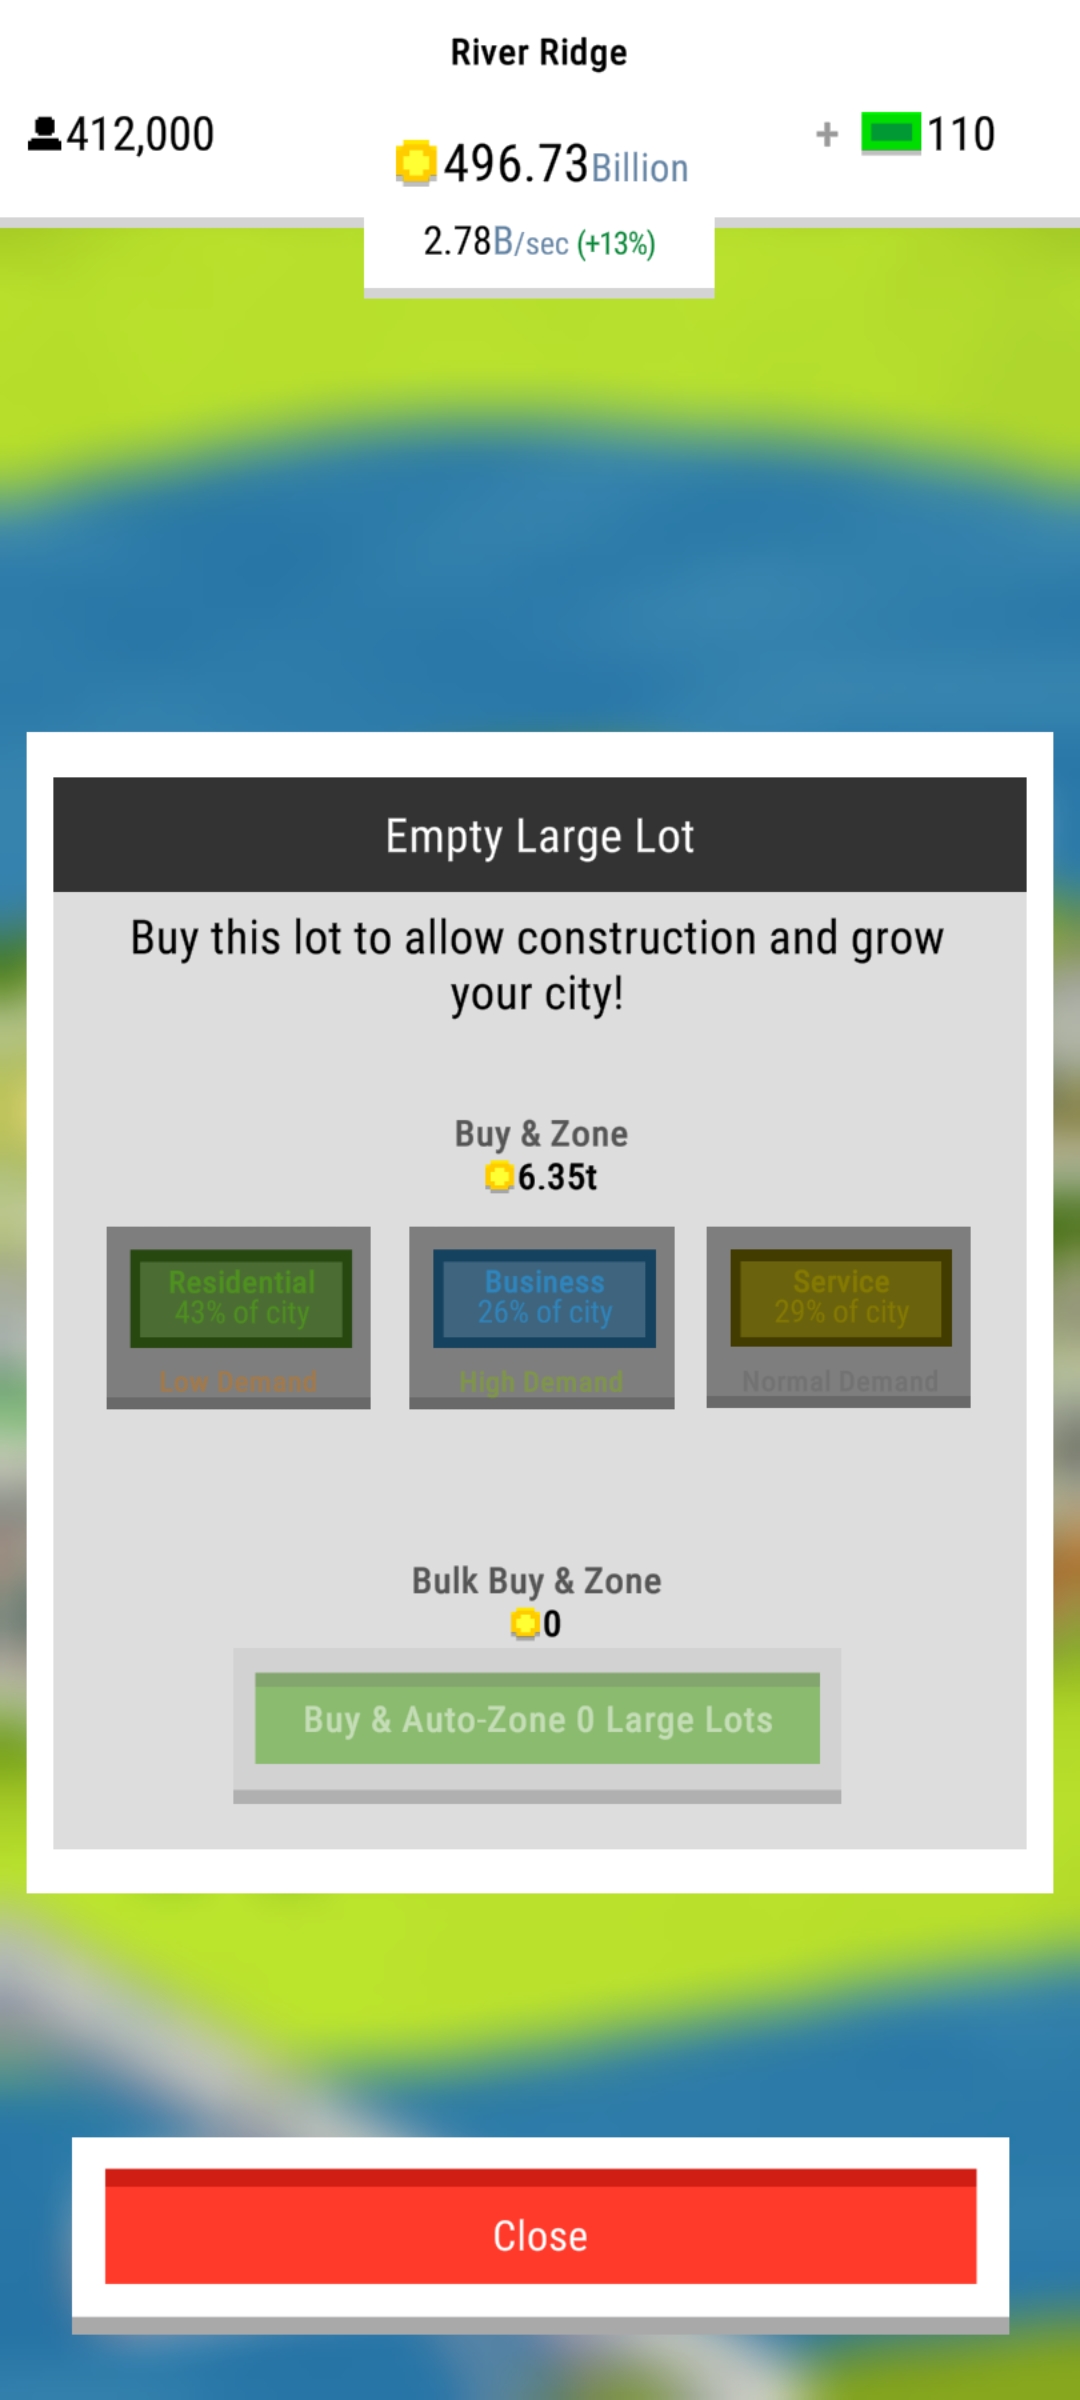 River Ridge
412,000
496.73Billion
+ 110
2.78B/sec (+13%)
Empty Large Lot
Buy this lot to allow construction and grow
your city!
Buy & Zone
6.35t
Residential
43% of city
Low Demand
Business
26% of city
High Demand
Service
29% of city
Normal Demand
Bulk Buy & Zone
0
Buy & Auto-Zone 0 Large Lots
Close